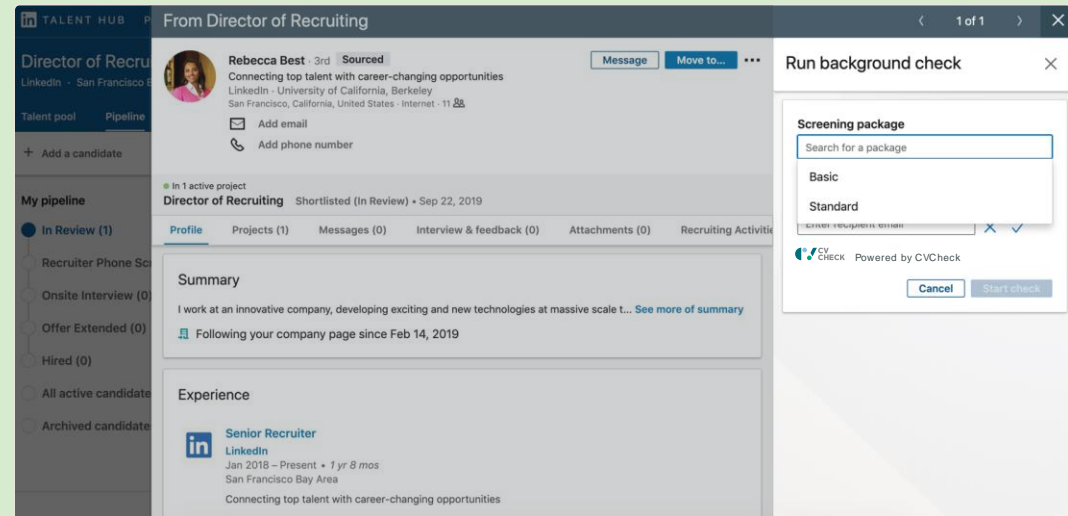 in TALENT HUB P
From Director of Recruiting
1 of 1
Director of Recru
LinkedIn · San Francisco
Talent pool Pipeline
+ Add a candidate
My pipeline
In Review (1)
Recruiter Phone Scr
Onsite Interview (0)
Offer Extended (0)
Hired (0)
All active candidate
Archived candidate
Rebecca Best · 3rd Sourced
Connecting top talent with career-changing opportunities
LinkedIn · University of California, Berkeley
San Francisco, California, United States · Internet · 11
Add email
Add phone number
Message Move to... •••
In 1 active project
Director of Recruiting Shortlisted (In Review) • Sep 22, 2019
Profile Projects (1) Messages (0) Interview & feedback (0) Attachments (0) Recruiting Activitie
Summary
I work at an innovative company, developing exciting and new technologies at massive scale t... See more of summary
Following your company page since Feb 14, 2019
Experience
in
Senior Recruiter
LinkedIn
Jan 2018 – Present • 1 yr 8 mos
San Francisco Bay Area
Connecting top talent with career-changing opportunities
Run background check
Screening package
Search for a package
Basic
Standard
Enter recipient email
CV CHECK Powered by CVCheck
Cancel Start check